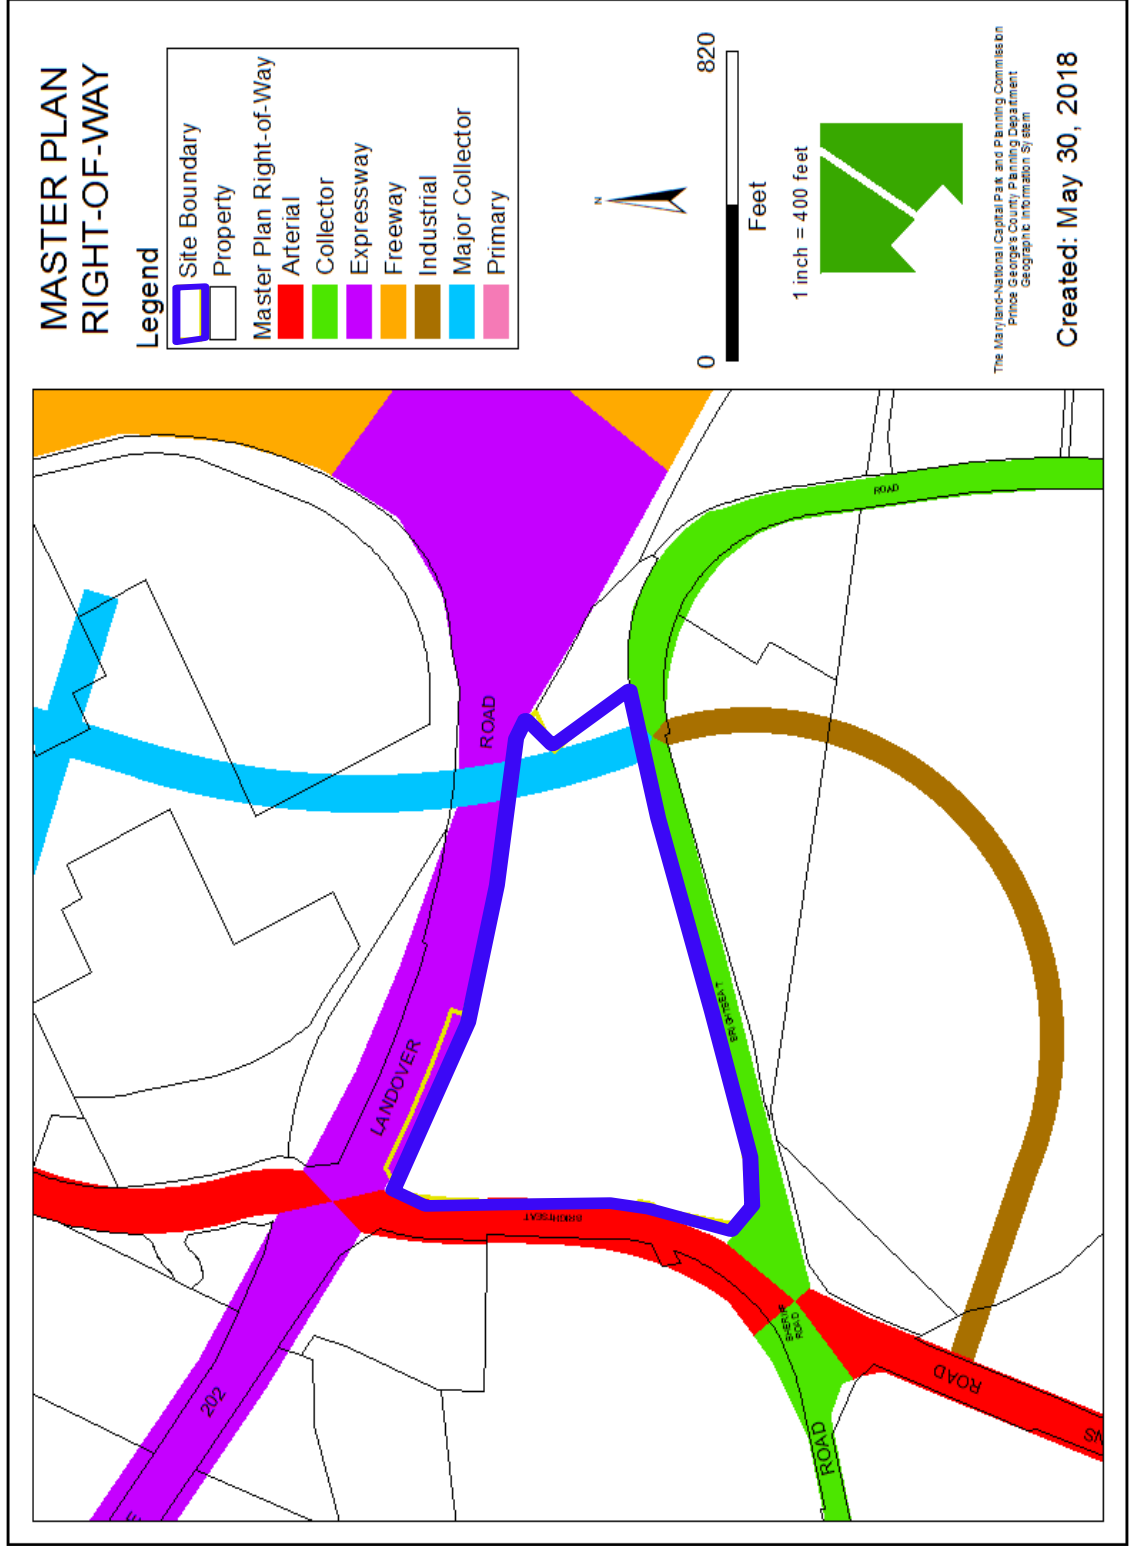 MASTER PLAN
RIGHT-OF-WAY
Legend
Site Boundary
Property
Master Plan Right-of-Way
Arterial
Collector
Expressway
Freeway
Industrial
Major Collector
Primary
N
0
820
Feet
1 inch = 400 feet
The Maryland-National Capital Park and Planning Commission
Prince George's County Planning Department
Geographic Information System
Created: May 30, 2018
ROAD
ROAD
LANDOVER
BRIGHTSEAT
BRIGHTSEAT
202
E
SHERIFF
ROAD
ROAD
ROAD
NS